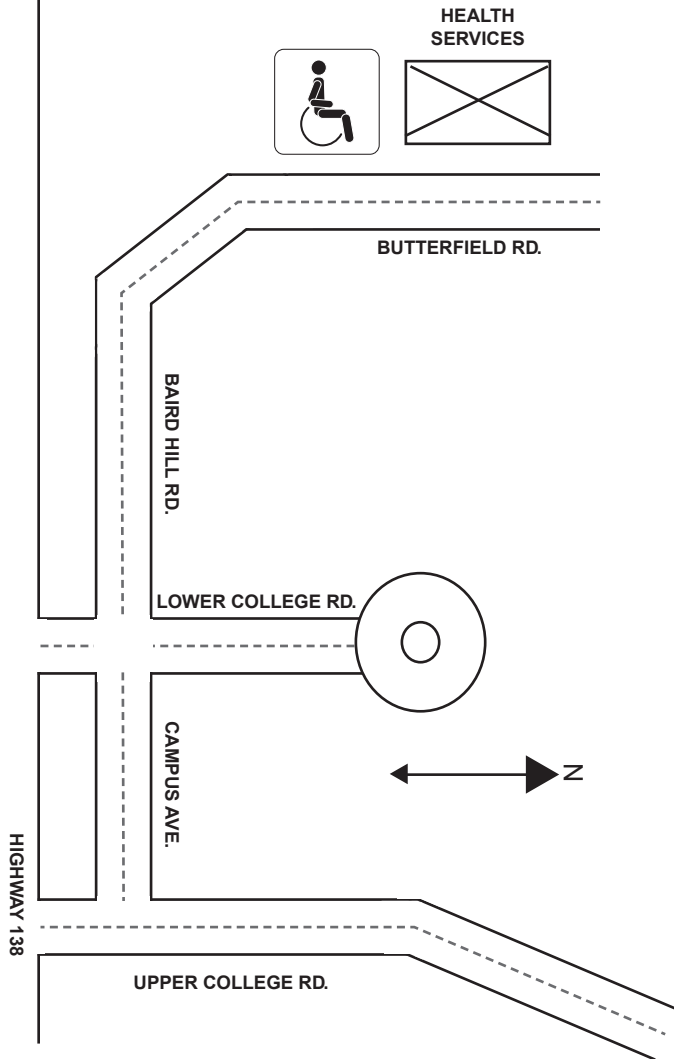 HEALTH
SERVICES
BUTTERFIELD RD.
BAIRD HILL RD.
LOWER COLLEGE RD.
CAMPUS AVE.
N
HIGHWAY 138
UPPER COLLEGE RD.